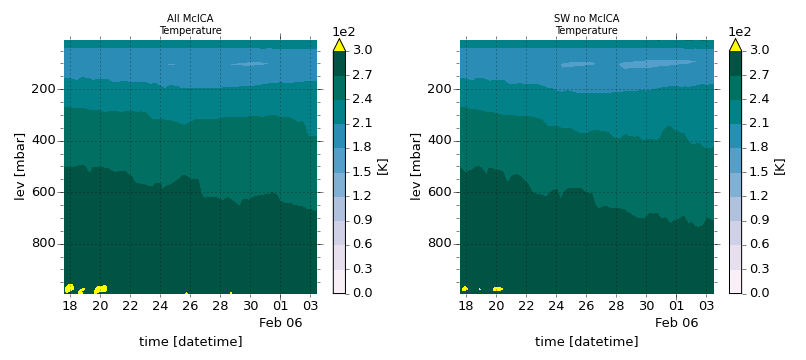 All McICA
Temperature
1e2
200
400
600
800
lev [mbar]
18 20 22 24 26 28 30 01 03
Feb 06
time [datetime]
3.0
2.7
2.4
2.1
1.8
1.5
1.2
0.9
0.6
0.3
0.0
[K]
SW no McICA
Temperature
1e2
200
400
600
800
lev [mbar]
18 20 22 24 26 28 30 01 03
Feb 06
time [datetime]
3.0
2.7
2.4
2.1
1.8
1.5
1.2
0.9
0.6
0.3
0.0
[K]